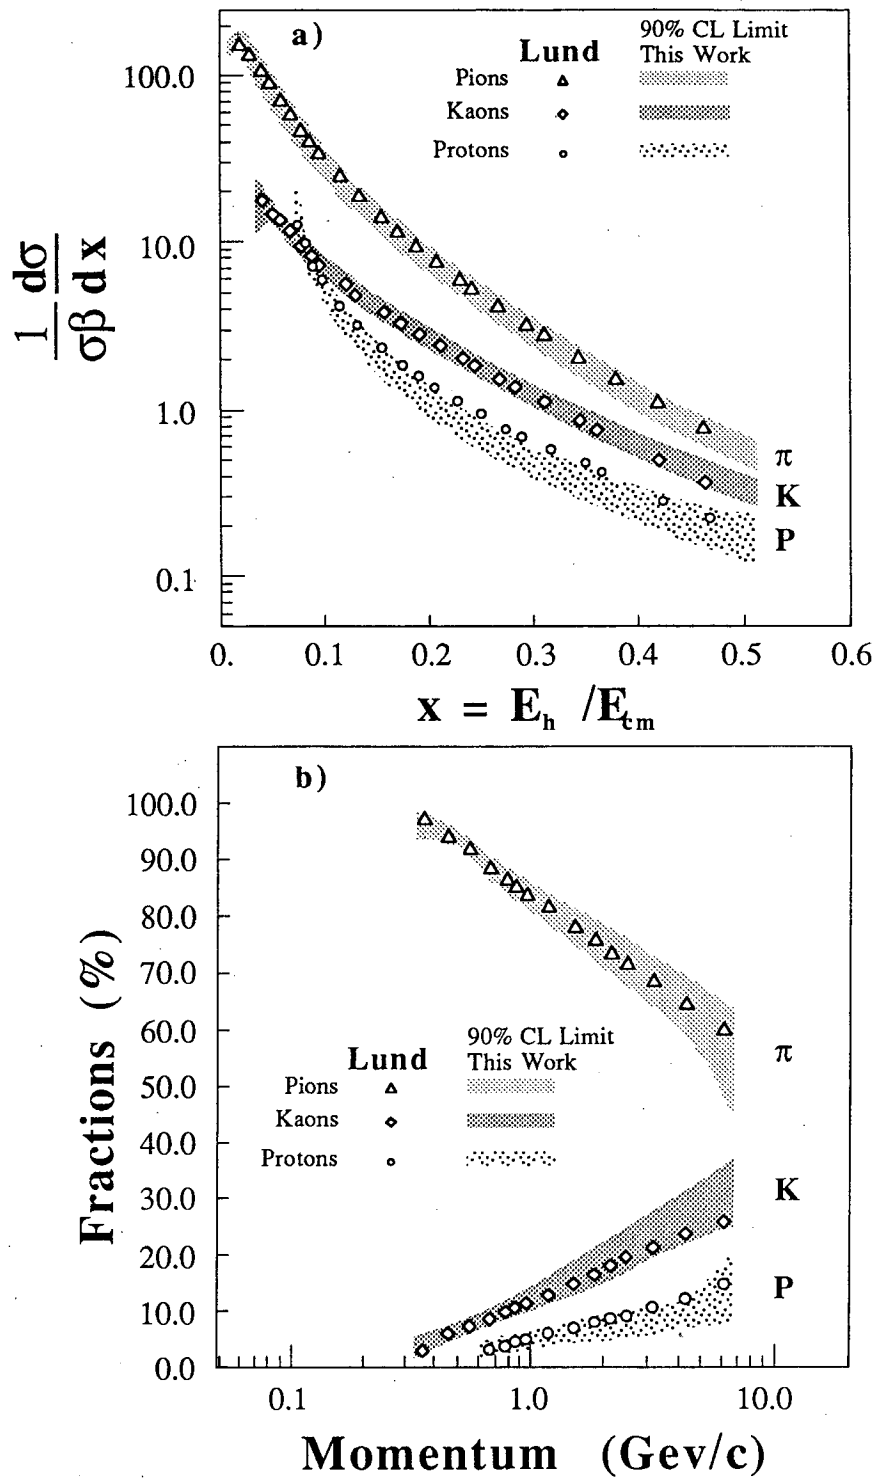 a)
90% CL Limit
Lund This Work
Pions
Kaons
Protons
100.0
10.0
1.0
0.1
1 dσ
σβ dx
π
K
P
0. 0.1 0.2 0.3 0.4 0.5 0.6
x = Eh /Ecm
b)
100.0
90.0
80.0
70.0
60.0
50.0
40.0
30.0
20.0
10.0
0.0
Fractions (%)
90% CL Limit
Lund This Work
Pions
Kaons
Protons
π
K
P
0.1 1.0 10.0
Momentum (Gev/c)